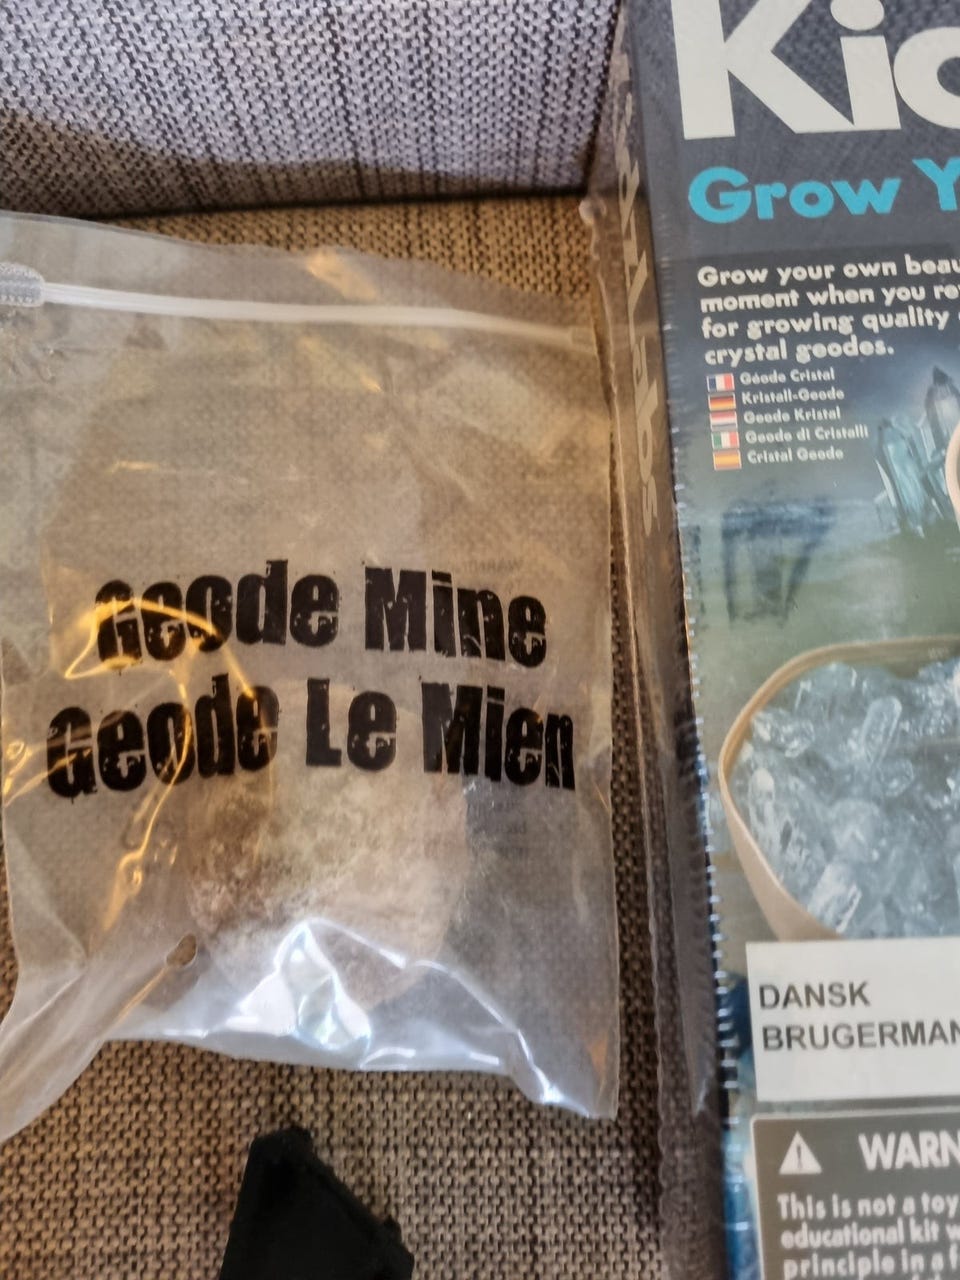 Geode Mine
Geode Le Mien
Kid
Grow Y
Grow your own beau
moment when you re
for growing quality
crystal geodes.
Géode Cristal
Kristall-Geode
Geode Kristal
Geode di Cristalli
Cristal Geode
DANSK
BRUGERMAN
WARN
This is not a toy
educational kit w
principle in a f